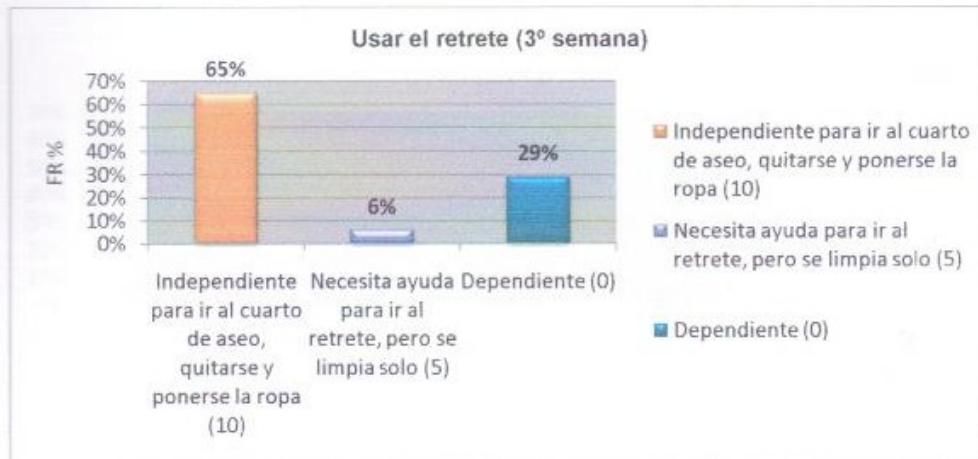 Usar el retrete (3º semana)
65%
70%
60%
50%
40%
30%
20%
10%
0%
FR %
6%
29%
Independiente
para ir al cuarto
de aseo,
quitarse y
ponerse la ropa
(10)
Necesita ayuda
para ir al
retrete, pero se
limpia solo (5)
Dependiente (0)
Independiente para ir al cuarto
de aseo, quitarse y ponerse la
ropa (10)
Necesita ayuda para ir al
retrete, pero se limpia solo (5)
Dependiente (0)